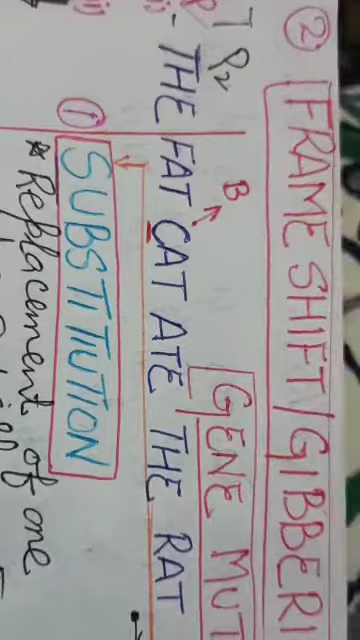 ② FRAME SHIFT/GIBBERI
GENE MUT
B
- THE FAT CAT ATE THE RAT
① SUBSTITUTION
* Replacement of one